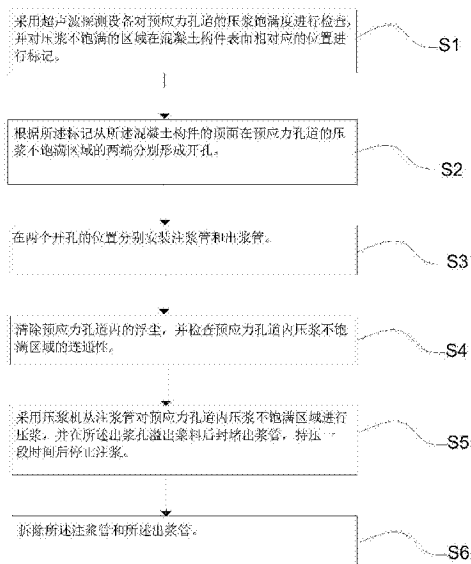 采用超声波探测设备对预应力孔道的压浆饱满度进行检查,
并对压浆不饱满的区域在混凝土构件表面相对应的位置进
行标记。
S1
根据所述标记从所述混凝土构件的顶面在预应力孔道的压
浆不饱满区域的两端分别形成开孔。
S2
在两个开孔的位置分别安装注浆管和出浆管。
S3
清除预应力孔道内的浮尘,并检查预应力孔道内压浆不饱
满区域的连通性。
S4
采用压浆机从注浆管对预应力孔道内压浆不饱满区域进行
压浆,并在所述出浆孔溢出浆料后封堵出浆管,持压一
段时间后停止注浆。
S5
拆除所述注浆管和所述出浆管。
S6